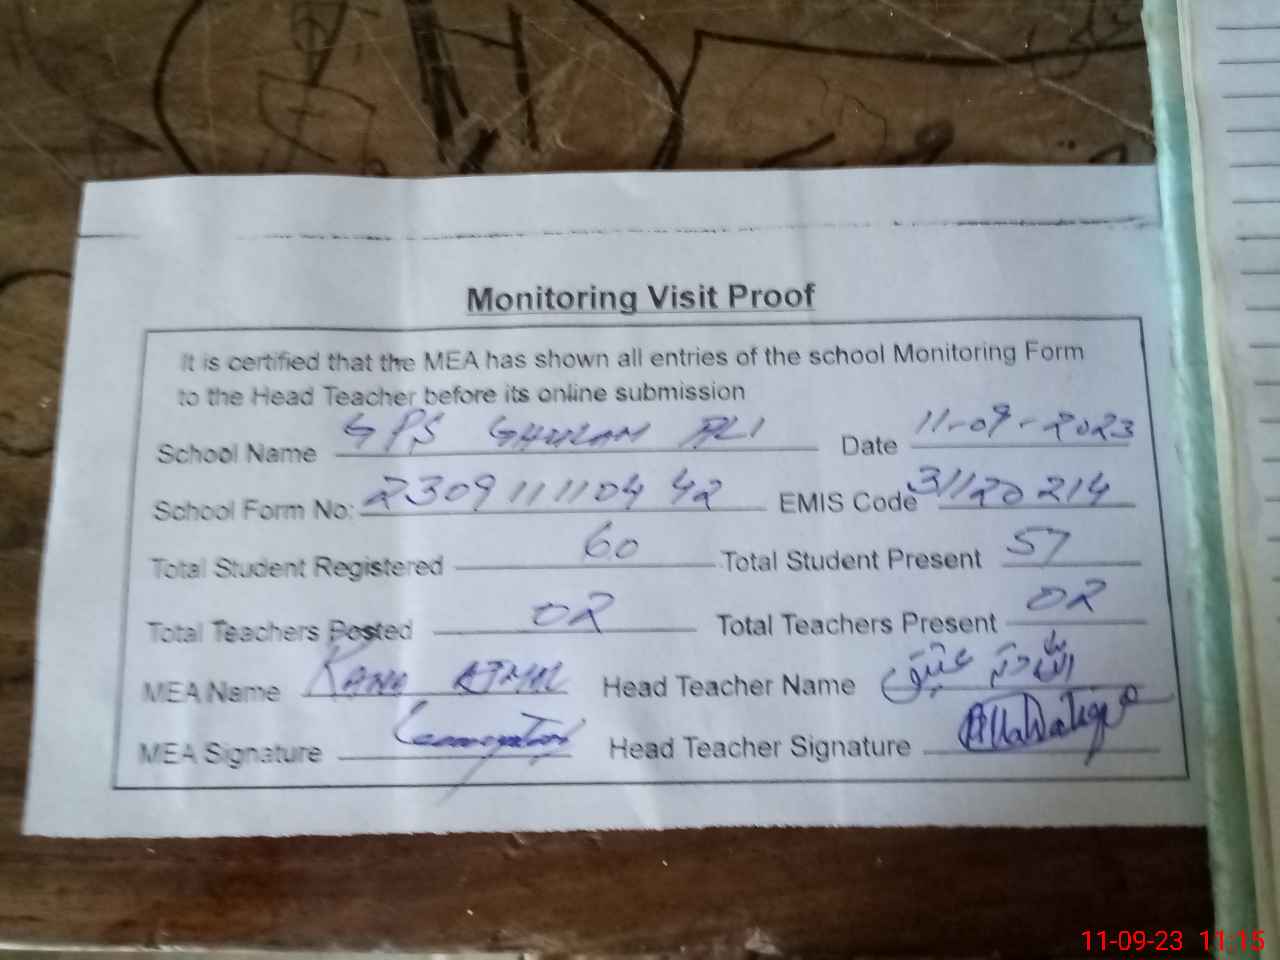 Monitoring Visit Proof
It is certified that the MEA has shown all entries of the school Monitoring Form
to the Head Teacher before its online submission
School Name GPS GHULAM ALI Date 11-09-2023
School Form No: 2309111110442 EMIS Code 31120214
Total Student Registered 60 Total Student Present 57
Total Teachers Posted 02 Total Teachers Present 02
MEA Name RANA AJMAL Head Teacher Name اللہ دتہ عتیق
MEA Signature Head Teacher Signature
11-09-23 11:15